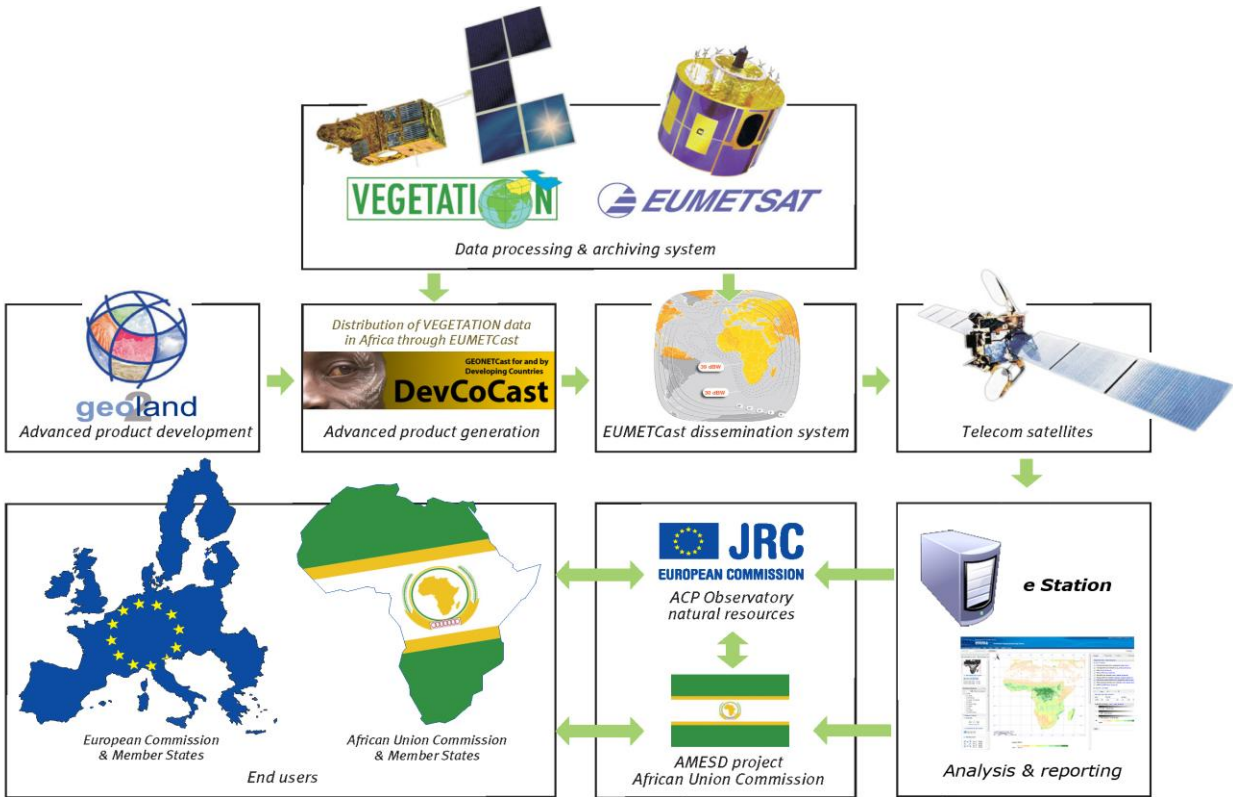 VEGETATION
EUMETSAT
Data processing & archiving system
geoland
2
Advanced product development
Distribution of VEGETATION data
in Africa through EUMETCast
GEONETCast for and by
Developing Countries
DevCoCast
Advanced product generation
38 dBW
EUMETCast dissemination system
Telecom satellites
European Commission
& Member States
African Union Commission
& Member States
End users
JRC
EUROPEAN COMMISSION
ACP Observatory
natural resources
AMESD project
African Union Commission
e Station
Analysis & reporting